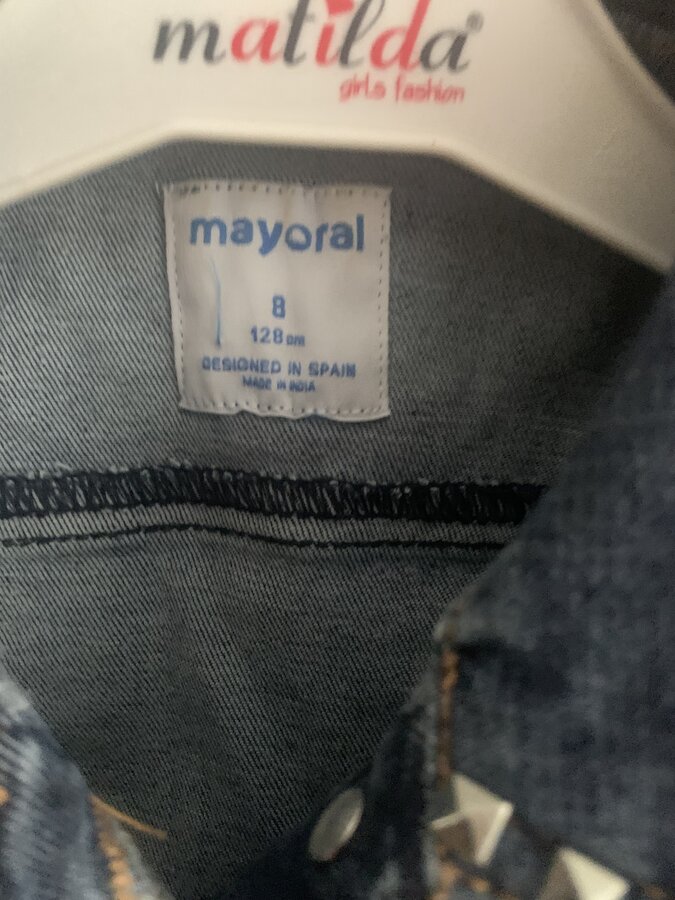 matilda®
girls fashion
mayoral
8
128cm
DESIGNED IN SPAIN
MADE IN INDIA